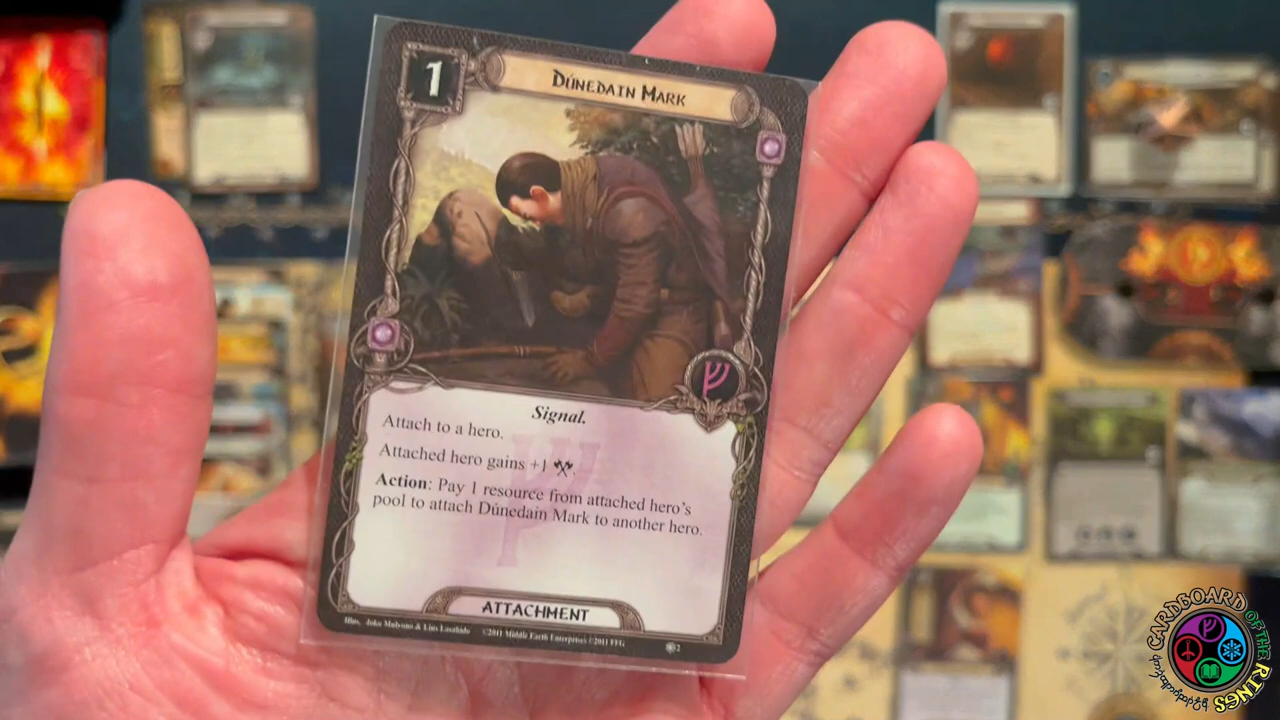 1
DÚNEDAIN MARK
Signal.
Attach to a hero.
Attached hero gains +1 .
Action: Pay 1 resource from attached hero's
pool to attach Dúnedain Mark to another hero.
ATTACHMENT
Illus. Joko Mulyono & Lius Lasahido ©2011 Middle Earth Enterprises ©2011 FFG 2
CARDBOARD OF THE RINGS